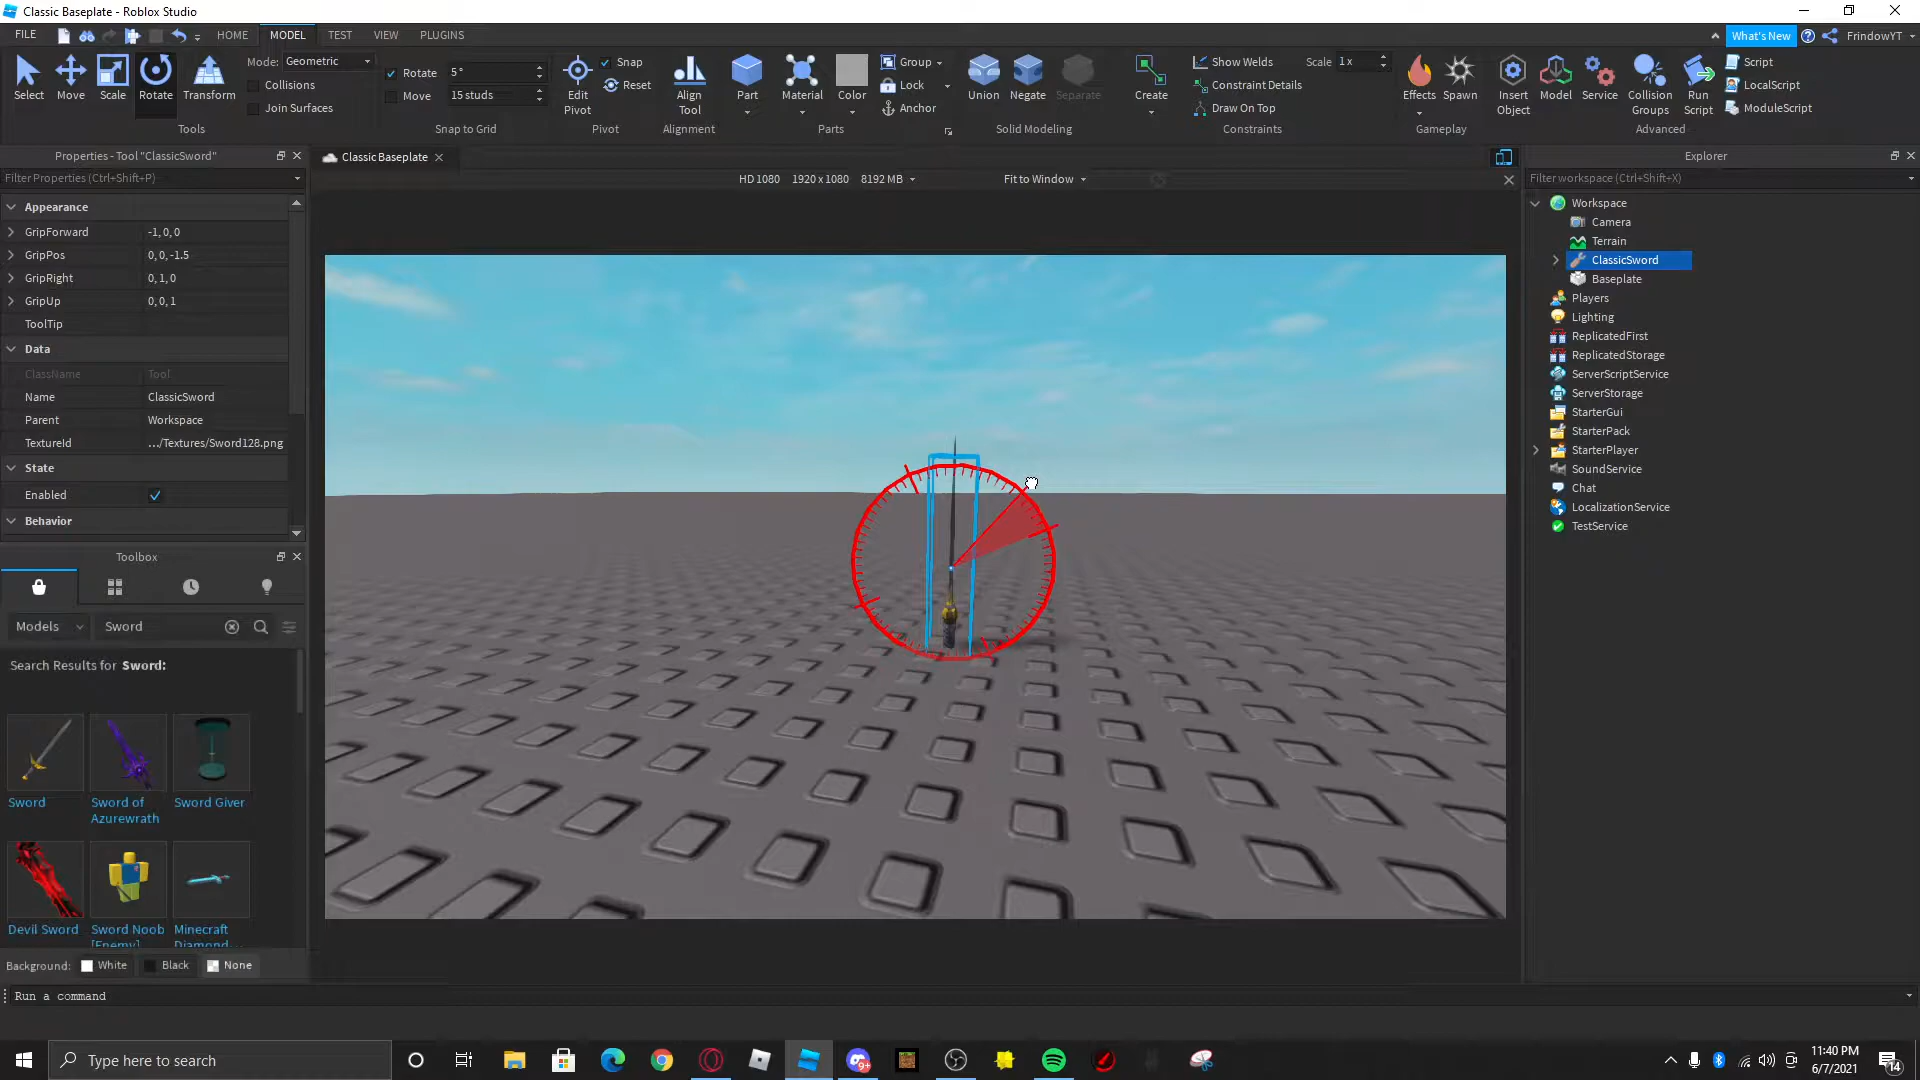 Classic Baseplate - Roblox Studio
FILE HOME MODEL TEST VIEW PLUGINS What's New FrindowYT
Select Move Scale Rotate Transform
Mode: Geometric
Collisions
Join Surfaces
Tools
Rotate 5°
Move 15 studs
Snap to Grid
Edit Pivot
Snap
Reset
Pivot
Align Tool
Alignment
Part Material Color
Group
Lock
Anchor
Parts
Union Negate Separate
Solid Modeling
Create
Show Welds
Scale 1 x
Constraint Details
Draw On Top
Constraints
Effects Spawn
Gameplay
Insert Object
Model
Service
Collision Groups
Run Script
Script
LocalScript
ModuleScript
Advanced
Properties - Tool "ClassicSword"
Filter Properties (Ctrl+Shift+P)
Appearance
GripForward -1, 0, 0
GripPos 0, 0, -1.5
GripRight 0, 1, 0
GripUp 0, 0, 1
ToolTip
Data
ClassName Tool
Name ClassicSword
Parent Workspace
TextureId .../Textures/Sword128.png
State
Enabled
Behavior
Toolbox
Models Sword
Search Results for Sword:
Sword
Sword of Azurewrath
Sword Giver
Devil Sword
Sword Noob [Enemy]
Minecraft Diamond...
Background: White Black None
Run a command
Classic Baseplate
HD 1080 1920 x 1080 8192 MB
Fit to Window
Explorer
Filter workspace (Ctrl+Shift+X)
Workspace
Camera
Terrain
ClassicSword
Baseplate
Players
Lighting
ReplicatedFirst
ReplicatedStorage
ServerScriptService
ServerStorage
StarterGui
StarterPack
StarterPlayer
SoundService
Chat
LocalizationService
TestService
Type here to search
9+
11:40 PM
6/7/2021
14